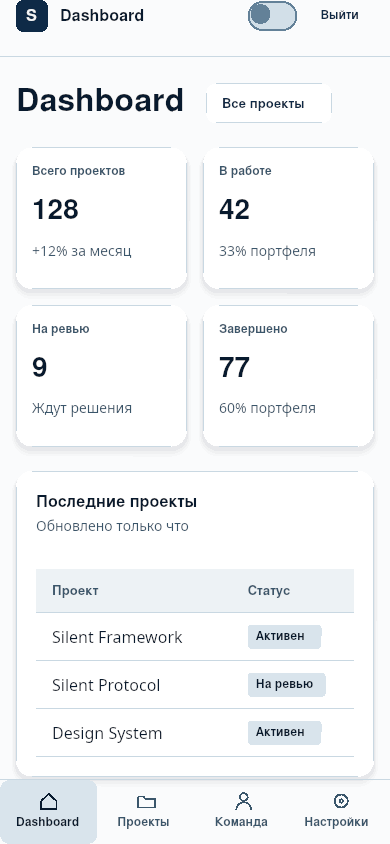 S Dashboard Выйти
Dashboard Все проекты
Всего проектов
128
+12% за месяц
В работе
42
33% портфеля
На ревью
9
Ждут решения
Завершено
77
60% портфеля
Последние проекты
Обновлено только что
Проект Статус
Silent Framework Активен
Silent Protocol На ревью
Design System Активен
Dashboard Проекты Команда Настройки